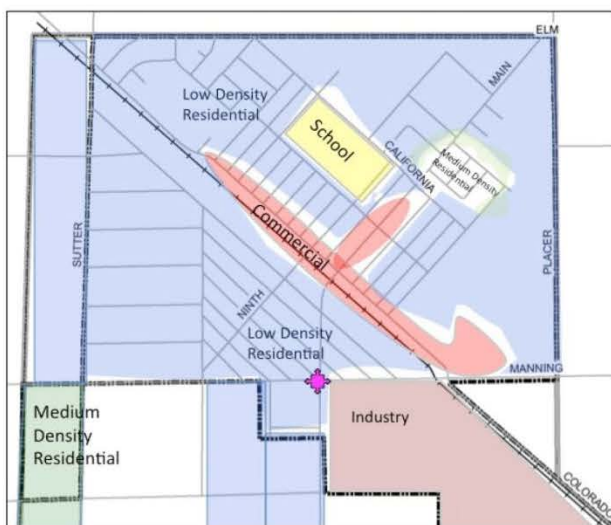 ELM
MAIN
Low Density
Residential
School
CALIFORNIA
Medium Density
Residential
SUTTER
Commercial
PLACER
NINTH
Low Density
Residential
MANNING
Medium
Density
Residential
Industry
COLORADO